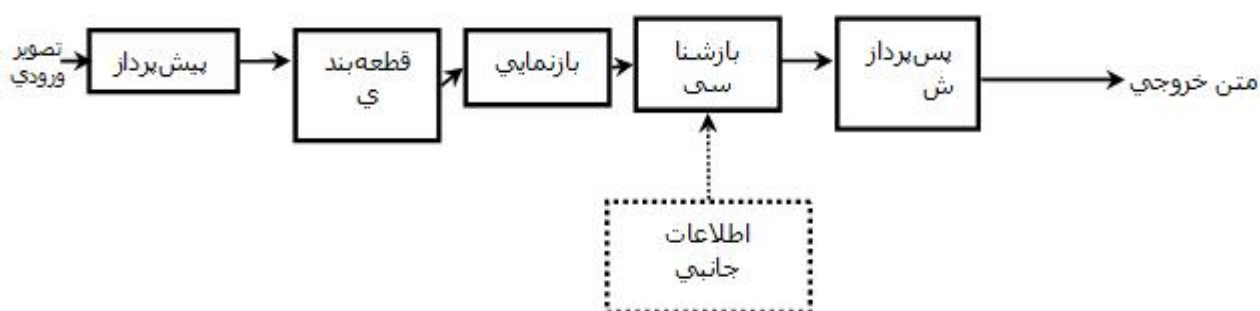 تصوير
ورودي
پيش‌پرداز
قطعه‌بند
ي
بازنمايي
بازشنا
سی
پس‌پرداز
ش
متن خروجي
اطلاعات
جانبي